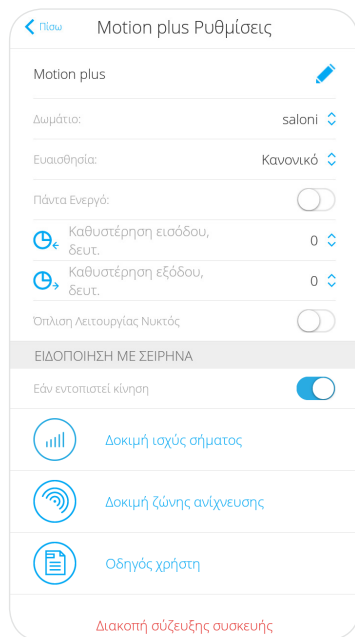 Πίσω Motion plus Ρυθμίσεις
Motion plus
Δωμάτιο: saloni
Ευαισθησία: Κανονικό
Πάντα Ενεργό:
Καθυστέρηση εισόδου, 0
δευτ.
Καθυστέρηση εξόδου, 0
δευτ.
Όπλιση Λειτουργίας Νυκτός
ΕΙΔΟΠΟΙΗΣΗ ΜΕ ΣΕΙΡΗΝΑ
Εάν εντοπιστεί κίνηση
Δοκιμή ισχύς σήματος
Δοκιμή ζώνης ανίχνευσης
Οδηγός χρήστη
Διακοπή σύζευξης συσκευής